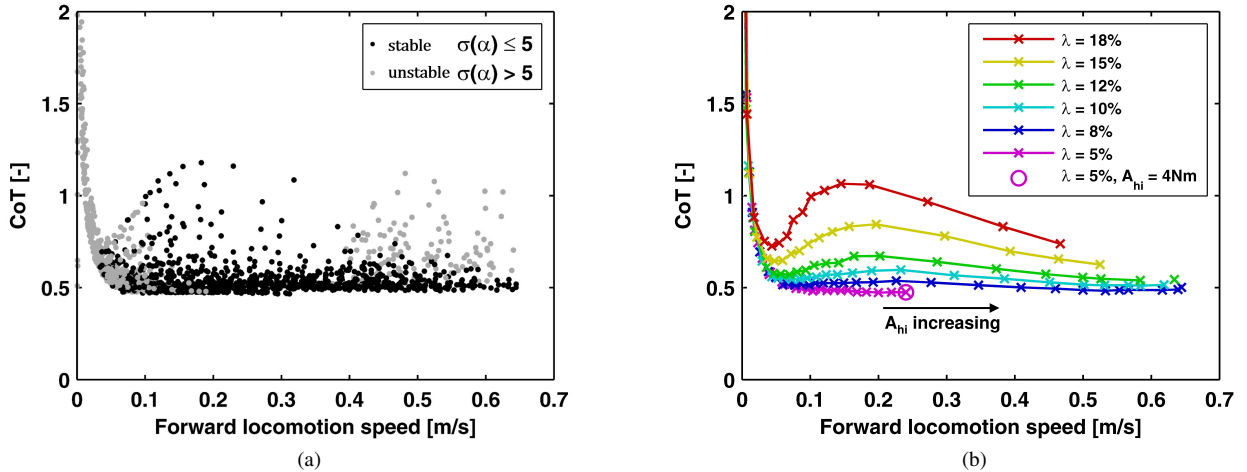 2
1.5
1
0.5
0
CoT [-]
stable σ(α) ≤ 5
unstable σ(α) > 5
0 0.1 0.2 0.3 0.4 0.5 0.6 0.7
Forward locomotion speed [m/s]
(a)
2
1.5
1
0.5
0
CoT [-]
λ = 18%
λ = 15%
λ = 12%
λ = 10%
λ = 8%
λ = 5%
λ = 5%, A_hi = 4Nm
A_hi increasing
0 0.1 0.2 0.3 0.4 0.5 0.6 0.7
Forward locomotion speed [m/s]
(b)